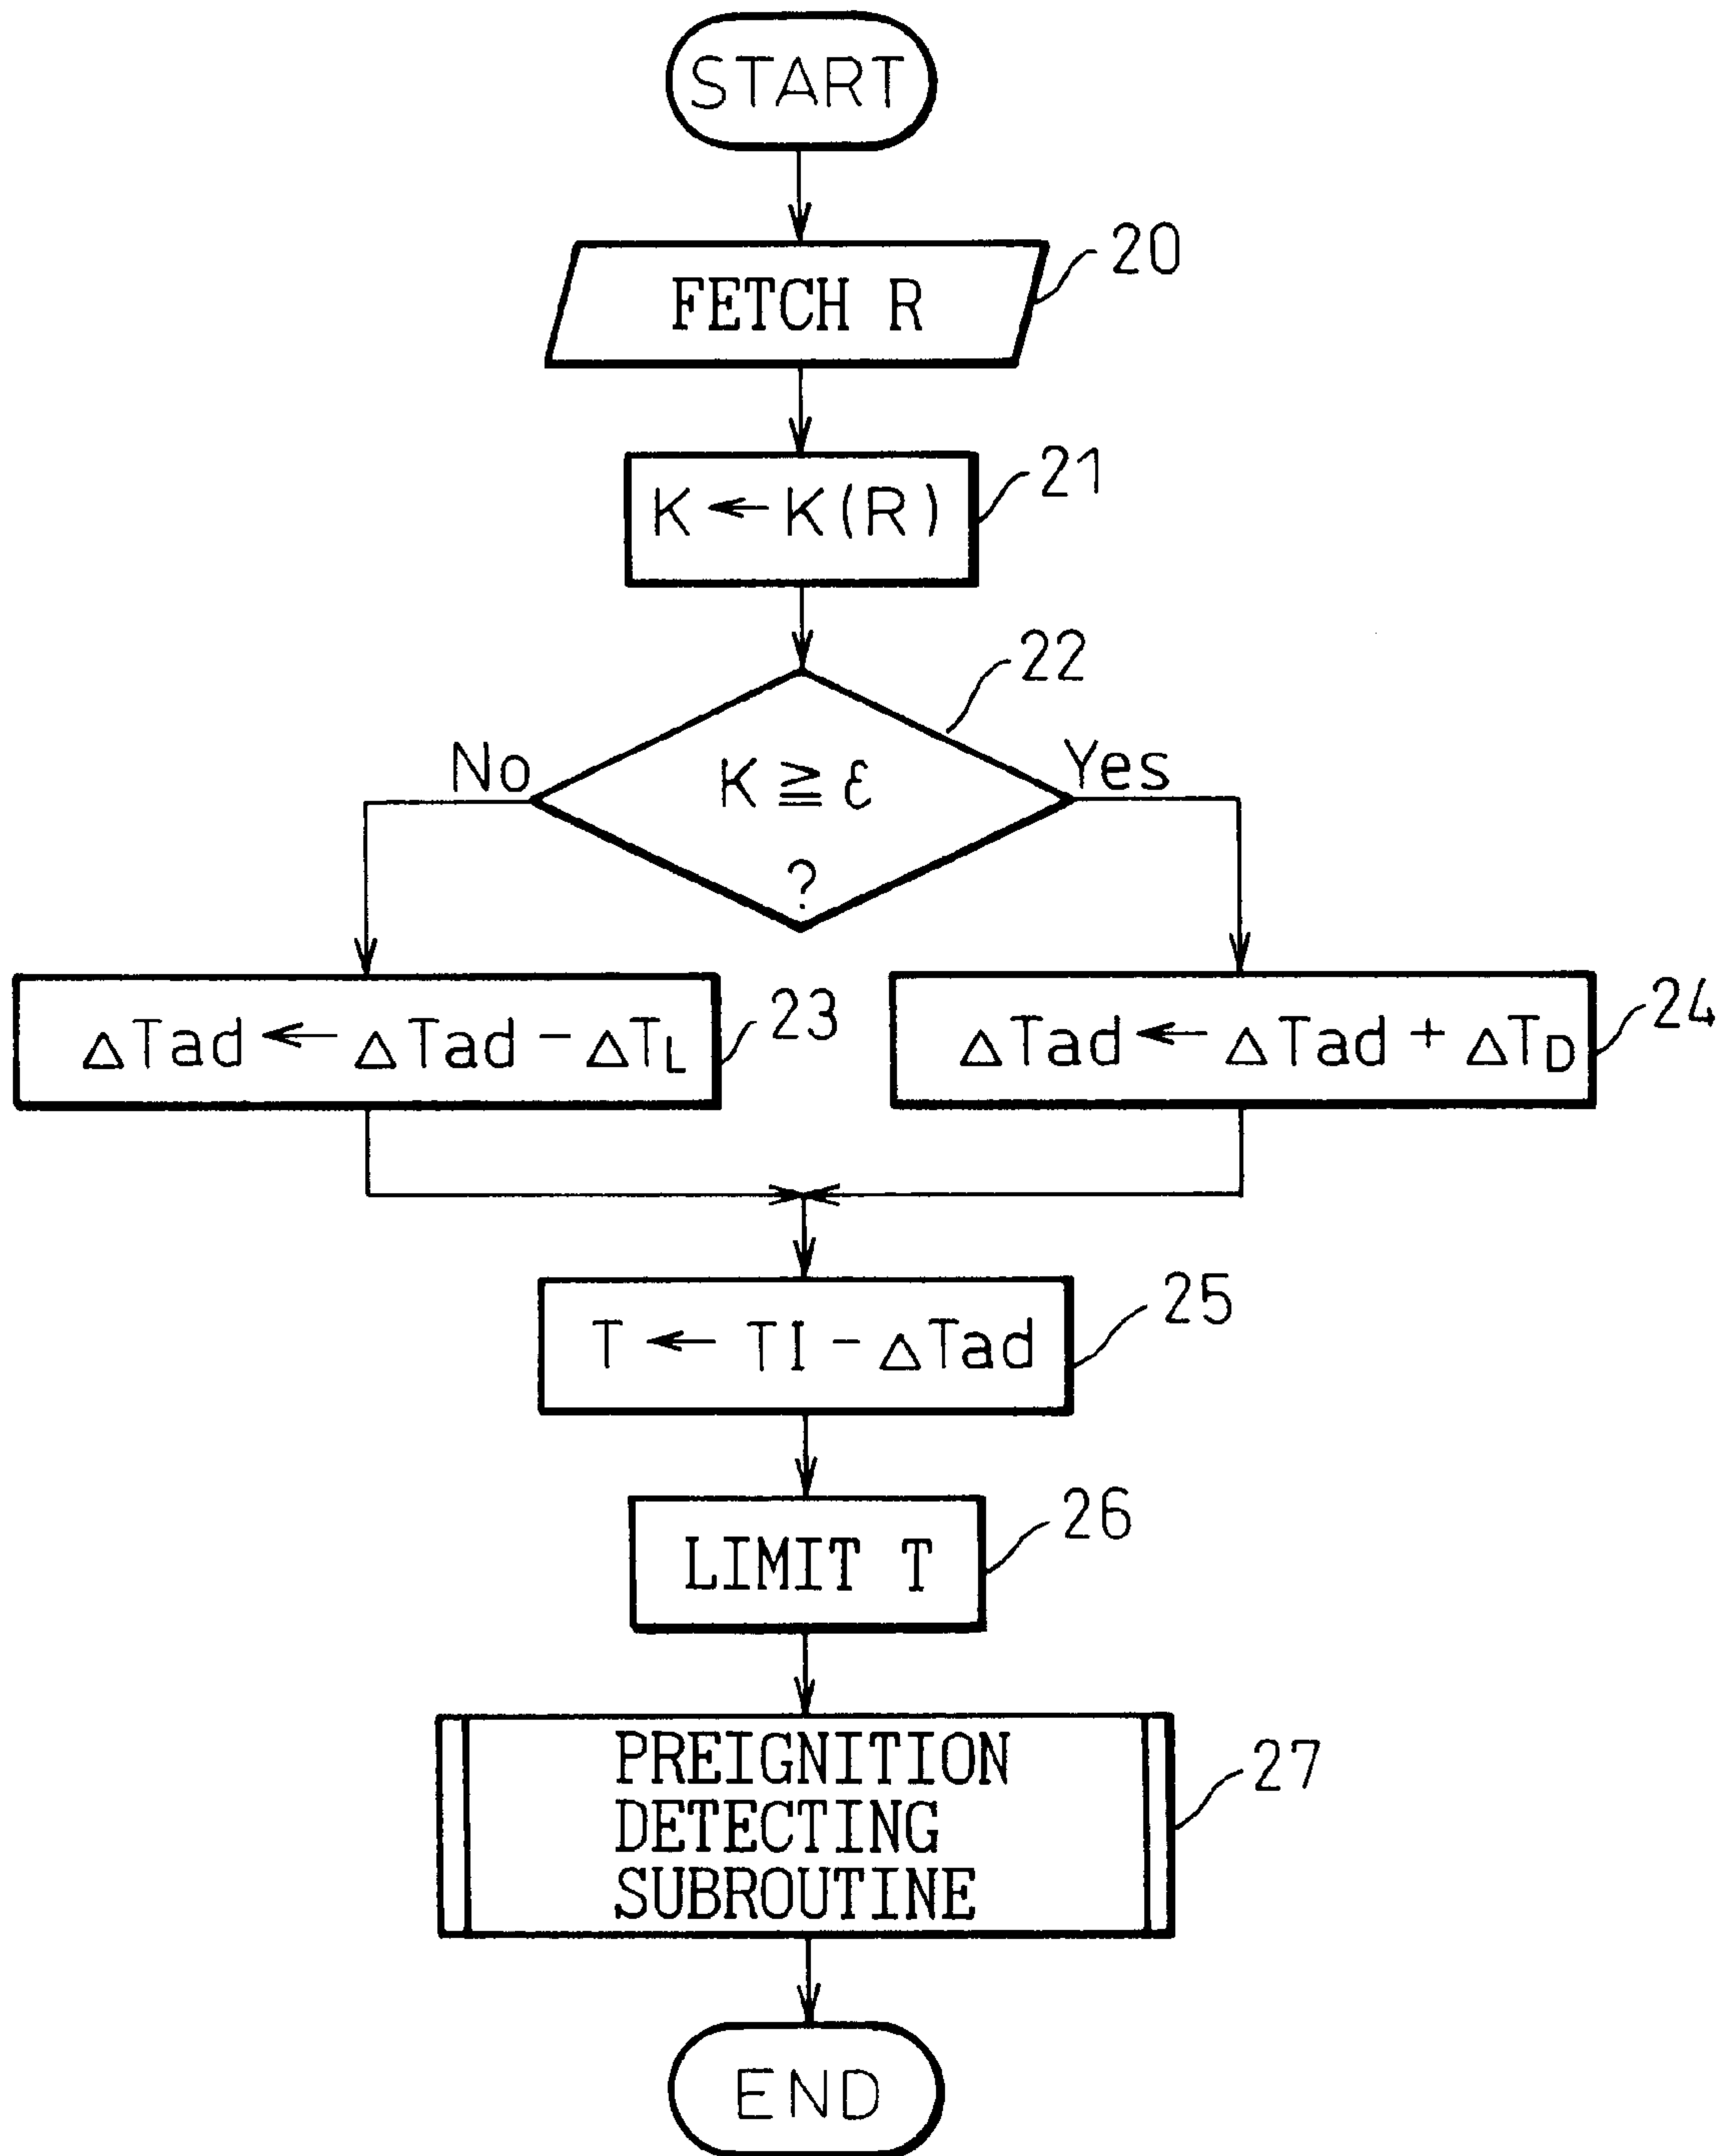 START
FETCH R
20
K ← K(R)
21
22
No
K ≧ ε
Yes
?
ΔTad ← ΔTad − ΔTL
23
ΔTad ← ΔTad + ΔTD
24
T ← TI − ΔTad
25
LIMIT T
26
PREIGNITION
DETECTING
SUBROUTINE
27
END